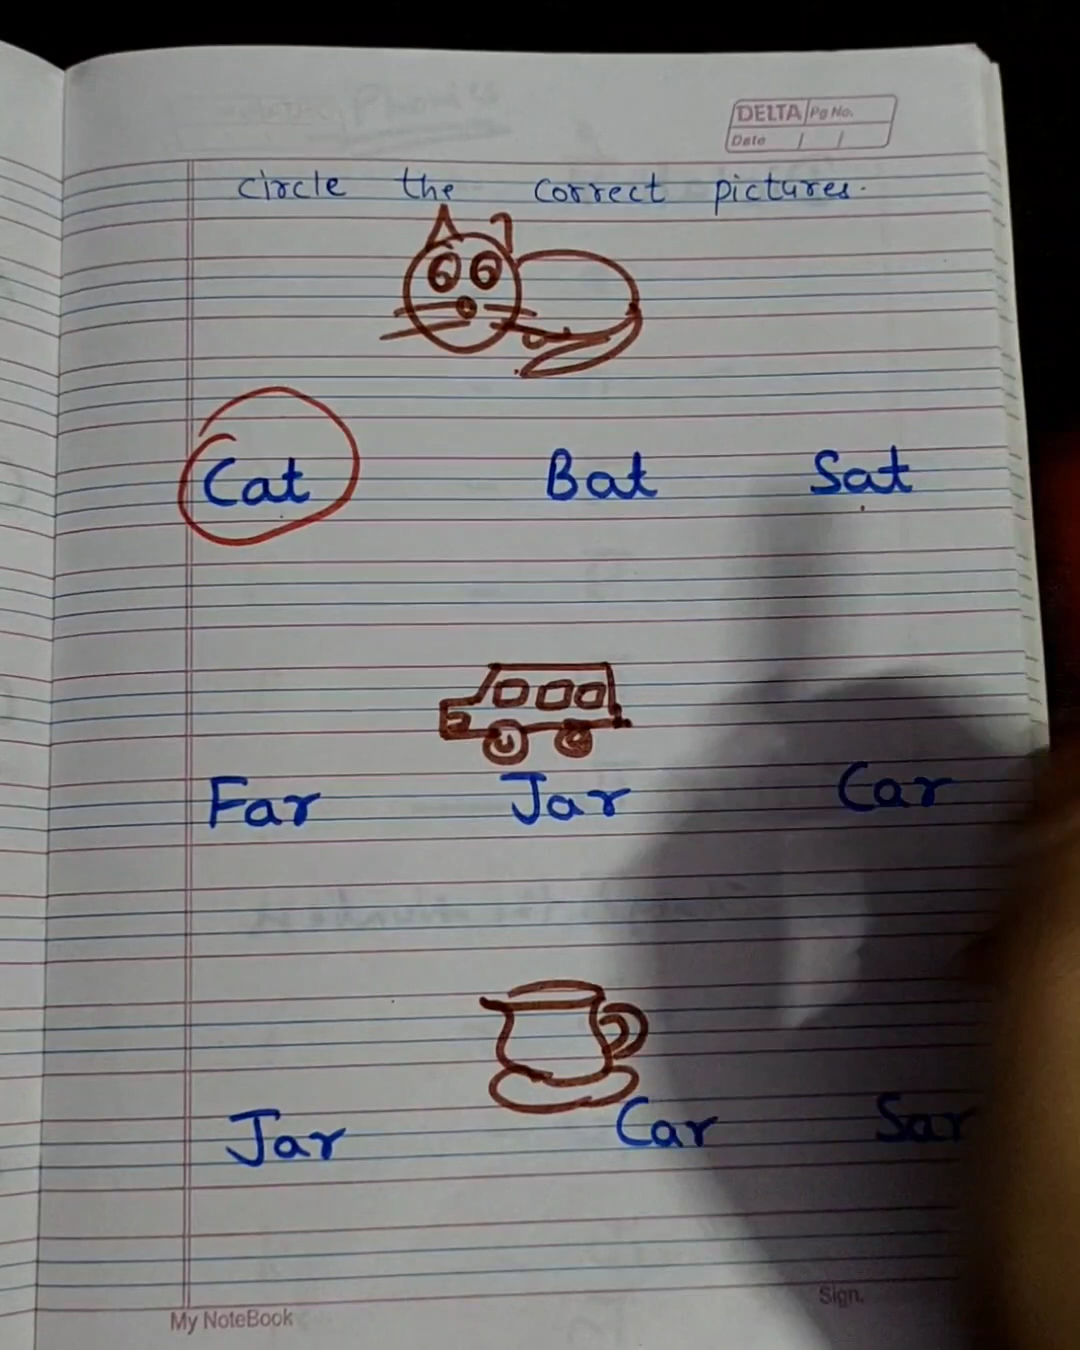 DELTA Pg No.
Date / /
circle the correct pictures.
Cat Bat Sat
Far Jar Car
Jar Car Sar
Sign.
My NoteBook